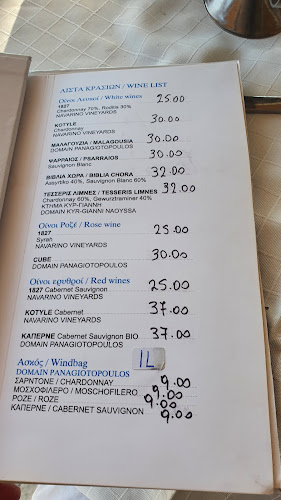 ΛΙΣΤΑ ΚΡΑΣΙΩΝ / WINE LIST
Οίνοι Λευκοί / White wines
1827 25.00
Chardonnay 70%, Roditis 30%
NAVARINO VINEYARDS
KOTYLE 30.00
Chardonnay
NAVARINO VINEYARDS
ΜΑΛΑΓΟΥΖΙΑ / MALAGOUSIA 30.00
DOMAIN PANAGIOTOPOULOS
ΨΑΡΡΑΙΟΣ / PSARRAIOS 30.00
Sauvignon Blanc
ΒΙΒΛΙΑ ΧΩΡΑ / BIBLIA CHORA 32.00
Assyrtiko 40%, Sauvignon Blanc 60%
ΤΕΣΣΕΡΙΣ ΛΙΜΝΕΣ / TESSERIS LIMNES 32.00
Chardonnay 60%, Gewurztraminer 40%
ΚΤΗΜΑ ΚΥΡ-ΓΙΑΝΝΗ
DOMAIN KYR-GIANNI NAOUSSA
Οίνοι Ροζέ / Rose wine
1827 25.00
Syrah
NAVARINO VINEYARDS
CUBE 30.00
DOMAIN PANAGIOTOPOULOS
Οίνοι ερυθροί / Red wines
1827 Cabernet Sauvignon 25.00
NAVARINO VINEYARDS
KOTYLE Cabernet 37.00
NAVARINO VINEYARDS
ΚΑΠΕΡΝΕ Cabernet Sauvignon BIO 37.00
DOMAIN PANAGIOTOPOULOS
Ασκός / Windbag 1L
DOMAIN PANAGIOTOPOULOS
ΣΑΡΝΤΟΝΕ / CHARDONNAY 9.00
ΜΟΣΧΟΦΙΛΕΡΟ / MOSCHOFILERO 9.00
ΡΟΖΕ / ROZE 9.00
ΚΑΠΕΡΝΕ / CABERNET SAUVIGNON 9.00